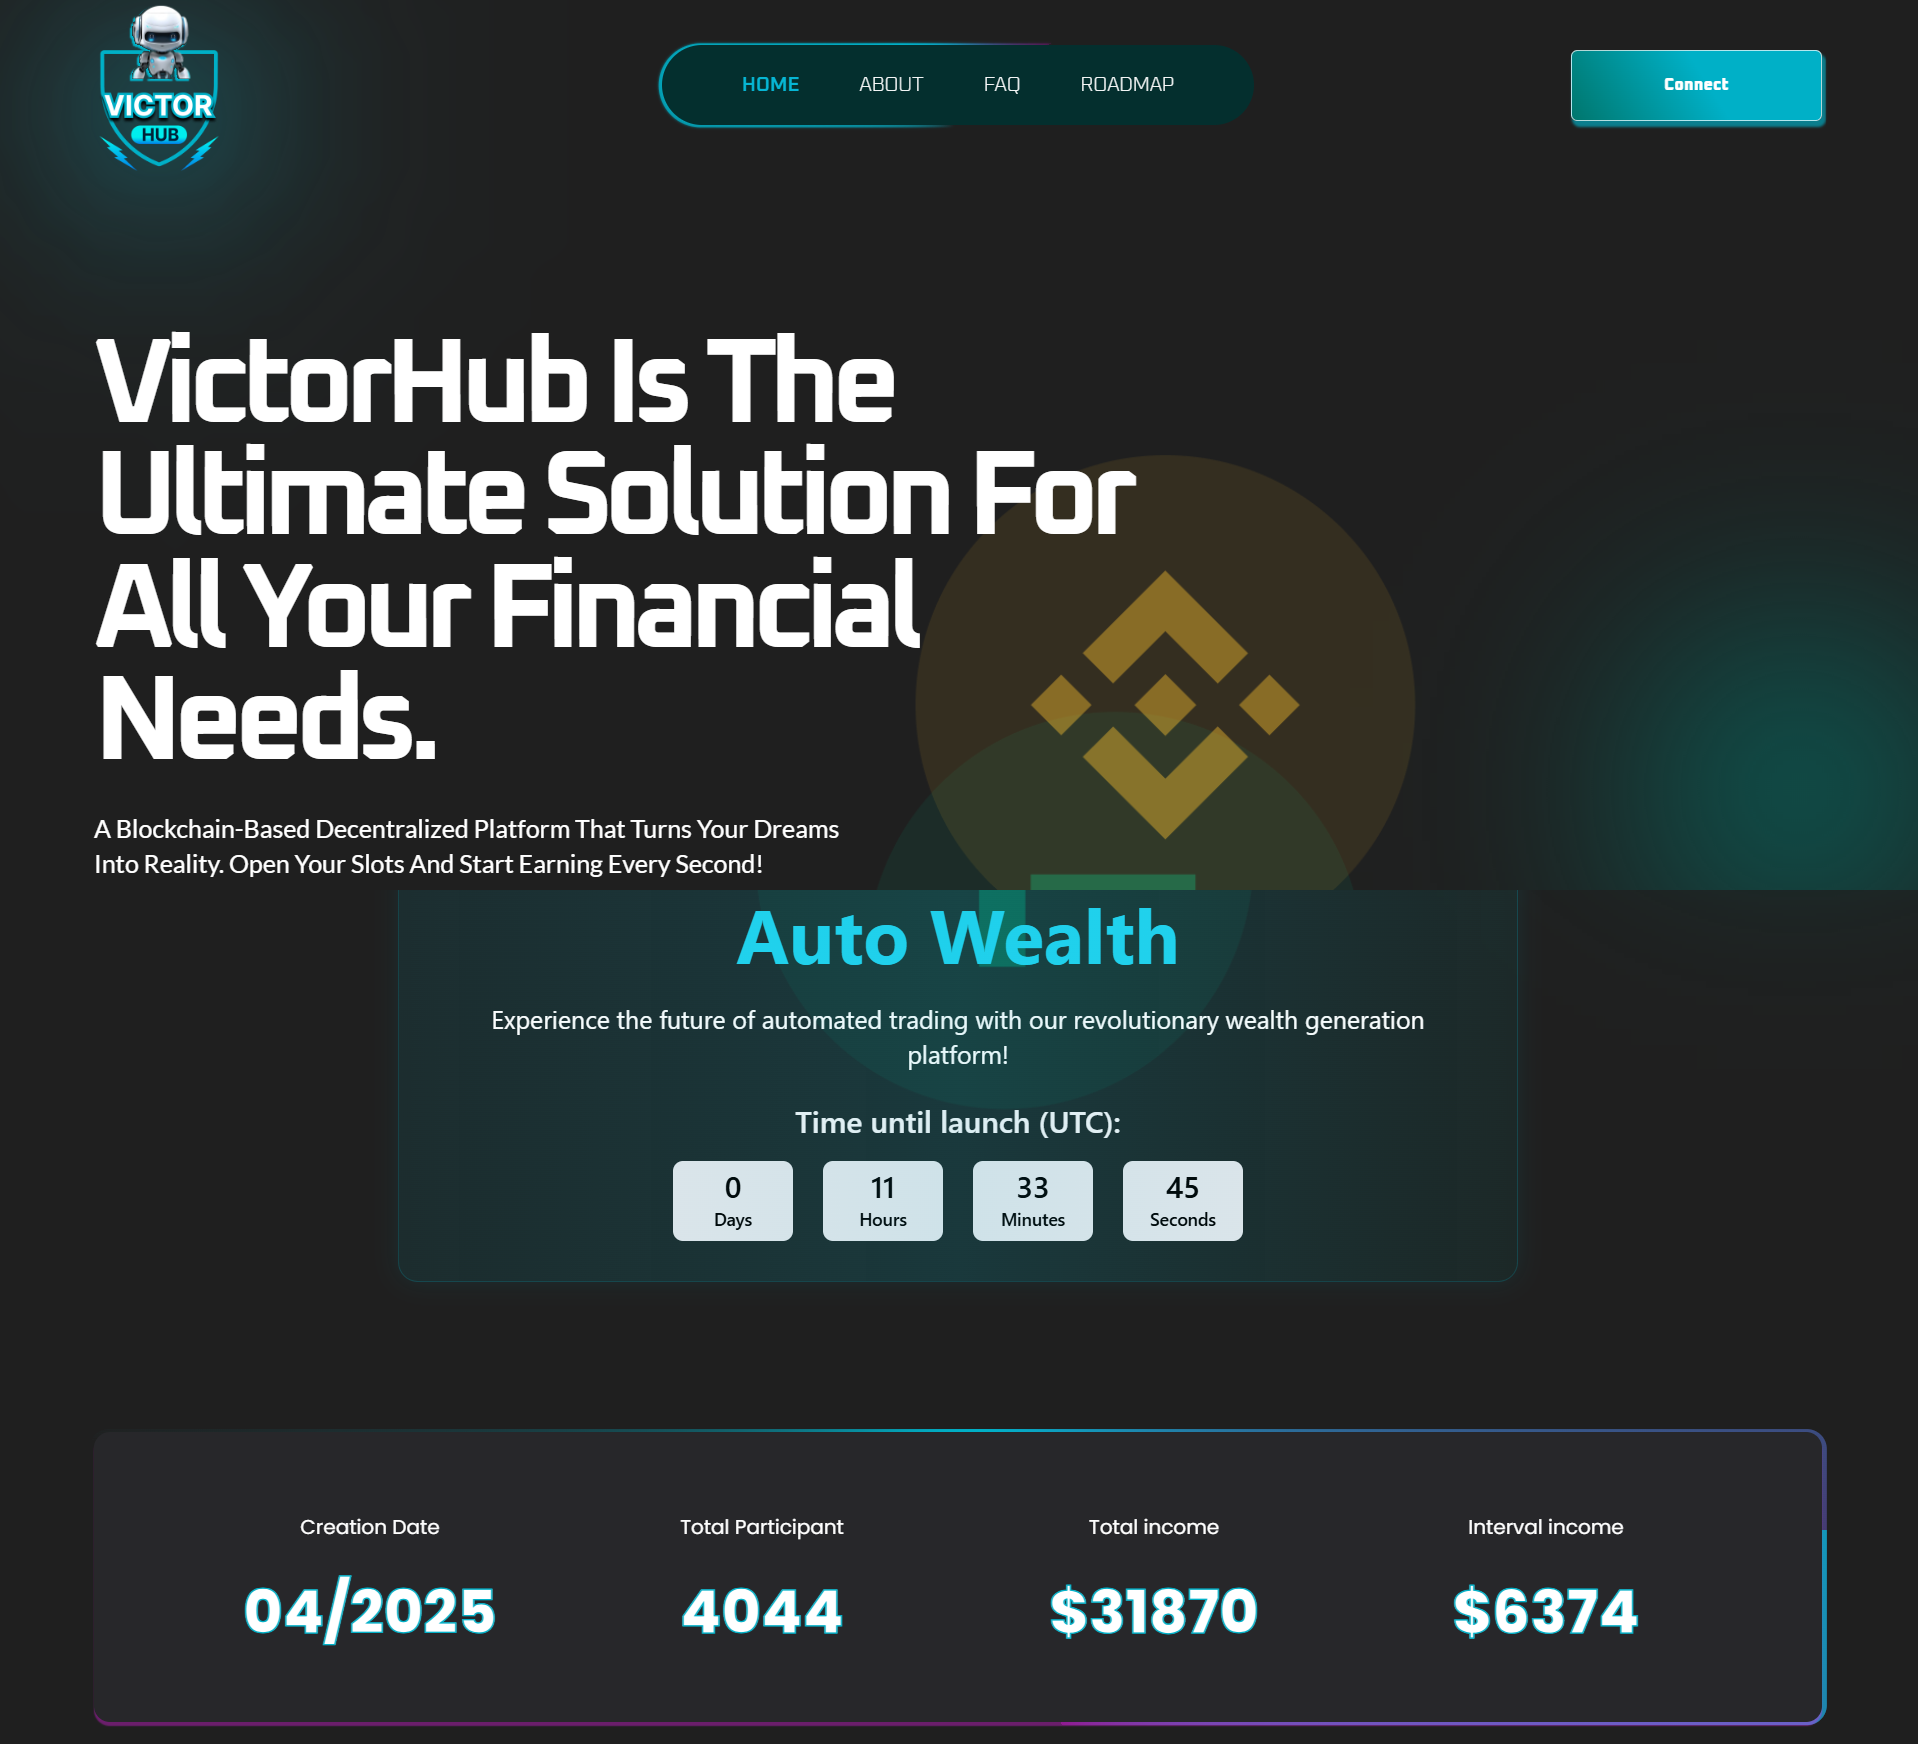 VICTOR
HUB
HOME ABOUT FAQ ROADMAP
Connect
VictorHub Is The
Ultimate Solution For
All Your Financial
Needs.
A Blockchain-Based Decentralized Platform That Turns Your Dreams
Into Reality. Open Your Slots And Start Earning Every Second!
Auto Wealth
Experience the future of automated trading with our revolutionary wealth generation
platform!
Time until launch (UTC):
0 11 33 45
Days Hours Minutes Seconds
Creation Date Total Participant Total income Interval income
04/2025 4044 $31870 $6374